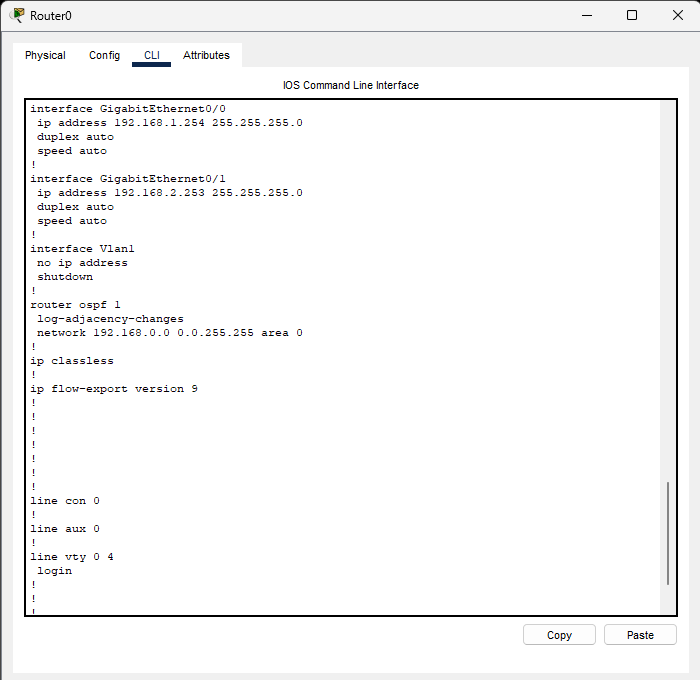 Router0
Physical Config CLI Attributes
IOS Command Line Interface
interface GigabitEthernet0/0
 ip address 192.168.1.254 255.255.255.0
 duplex auto
 speed auto
!
interface GigabitEthernet0/1
 ip address 192.168.2.253 255.255.255.0
 duplex auto
 speed auto
!
interface Vlan1
 no ip address
 shutdown
!
router ospf 1
 log-adjacency-changes
 network 192.168.0.0 0.0.255.255 area 0
!
ip classless
!
ip flow-export version 9
!
!
!
!
!
!
!
line con 0
!
line aux 0
!
line vty 0 4
 login
!
!
!
Copy Paste